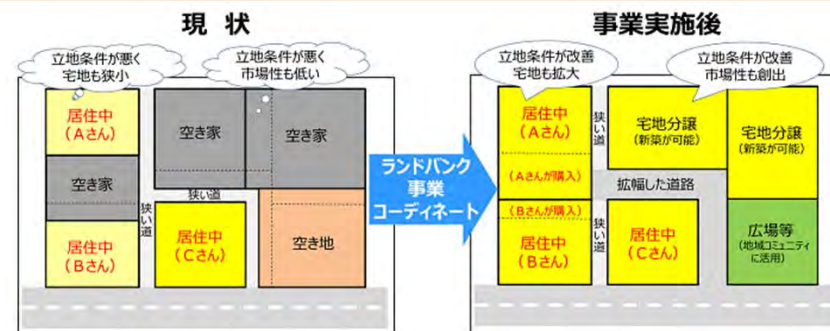 現 状
立地条件が悪く
宅地も狭小
立地条件が悪く
市場性も低い
居住中
（Aさん）
空き家
空き家
空き家
狭い道
狭い道
居住中
（Bさん）
居住中
（Cさん）
空き地
ランドバンク
事業
コーディネート
事業実施後
立地条件が改善
宅地も拡大
立地条件が改善
市場性も創出
居住中
（Aさん）
狭い道
宅地分譲
（新築が可能）
宅地分譲
（新築が可能）
（Aさんが購入）
拡幅した道路
（Bさんが購入）
狭い道
居住中
（Bさん）
居住中
（Cさん）
広場等
（地域コミュニティ
に活用）